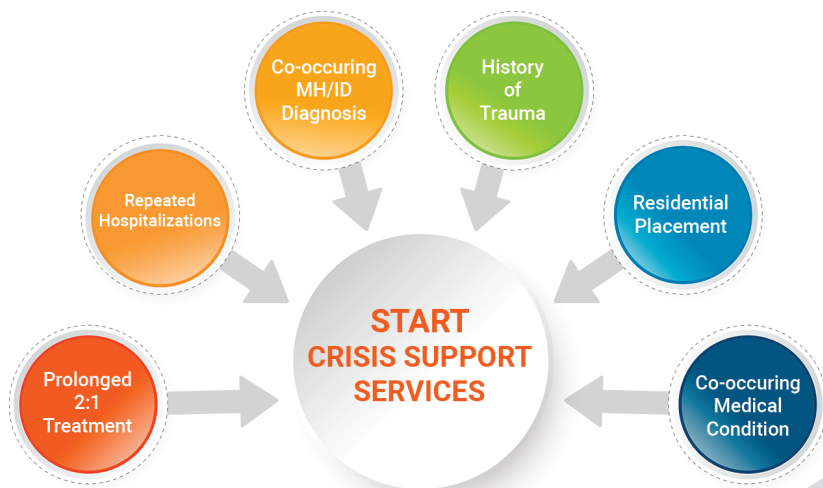 Co-occuring
MH/ID
Diagnosis
History
of
Trauma
Repeated
Hospitalizations
Residential
Placement
START
CRISIS SUPPORT
SERVICES
Prolonged
2:1
Treatment
Co-occuring
Medical
Condition